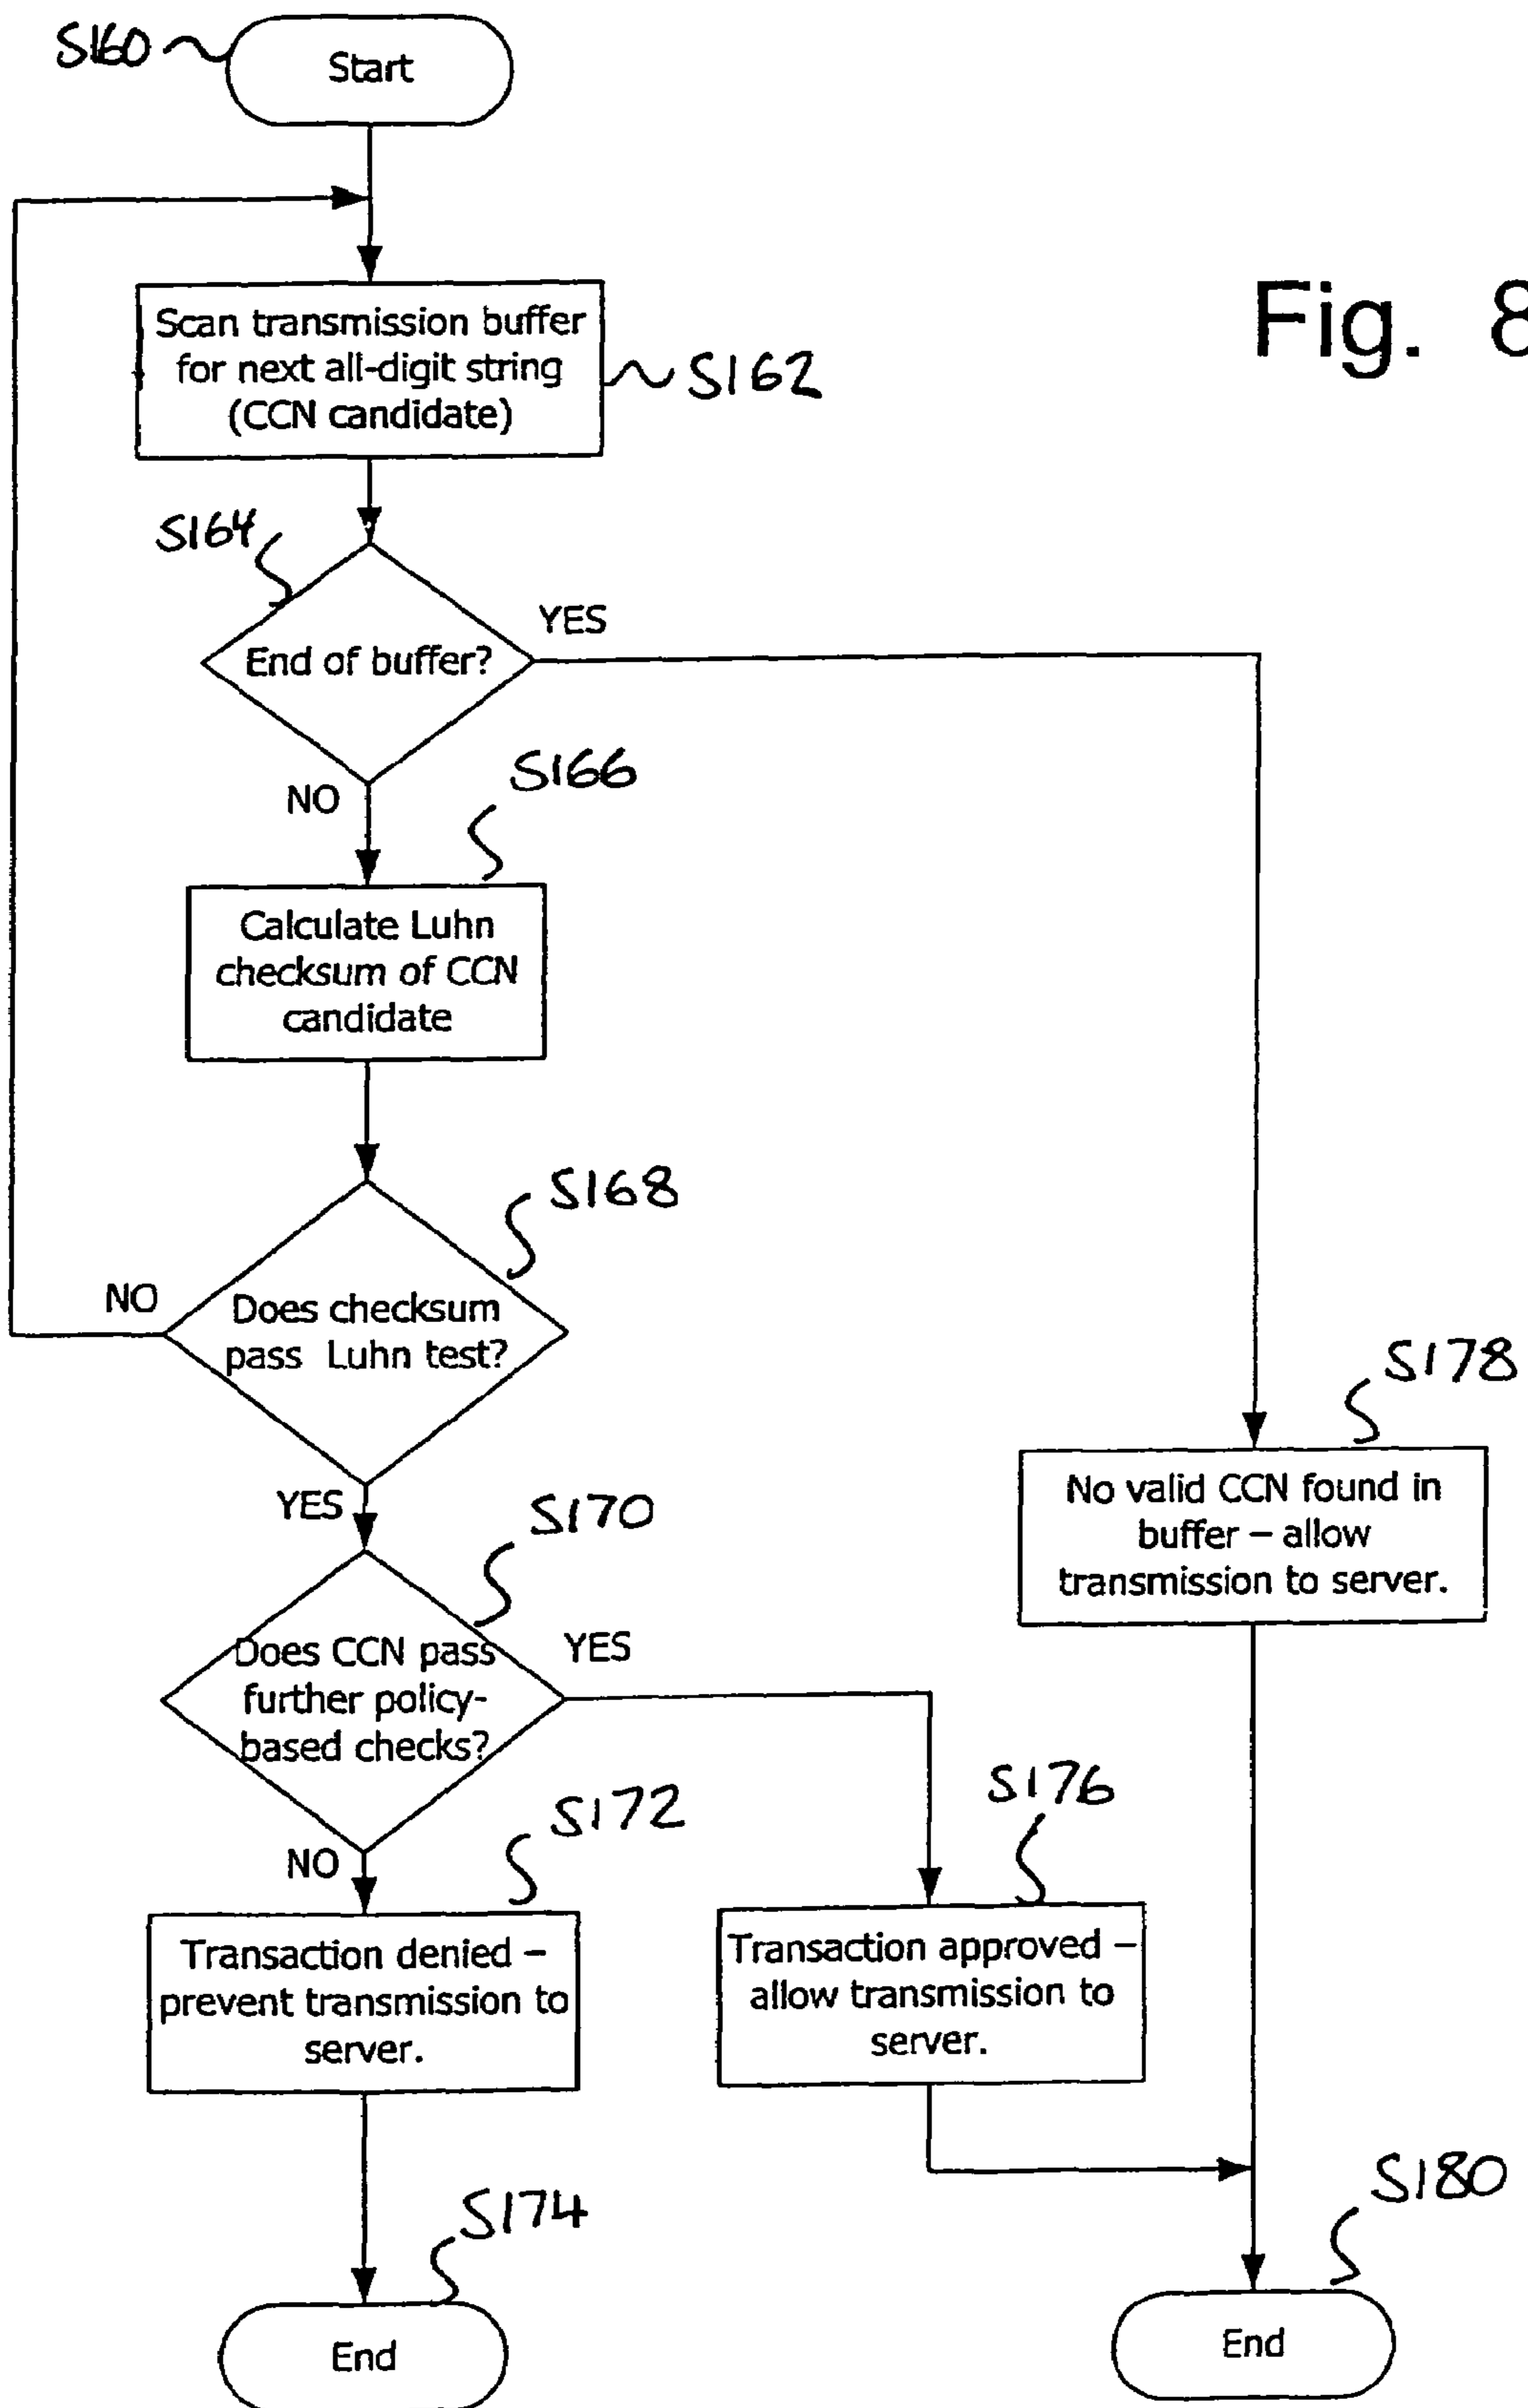 S160
Start
Fig. 8
Scan transmission buffer
for next all-digit string
(CCN candidate)
S162
S164
End of buffer?
YES
NO
S166
Calculate Luhn
checksum of CCN
candidate
S168
NO
Does checksum
pass Luhn test?
YES
S178
No valid CCN found in
buffer – allow
transmission to server.
S170
Does CCN pass
further policy-
based checks?
YES
NO
S172
Transaction denied –
prevent transmission to
server.
S176
Transaction approved –
allow transmission to
server.
S174
End
S180
End